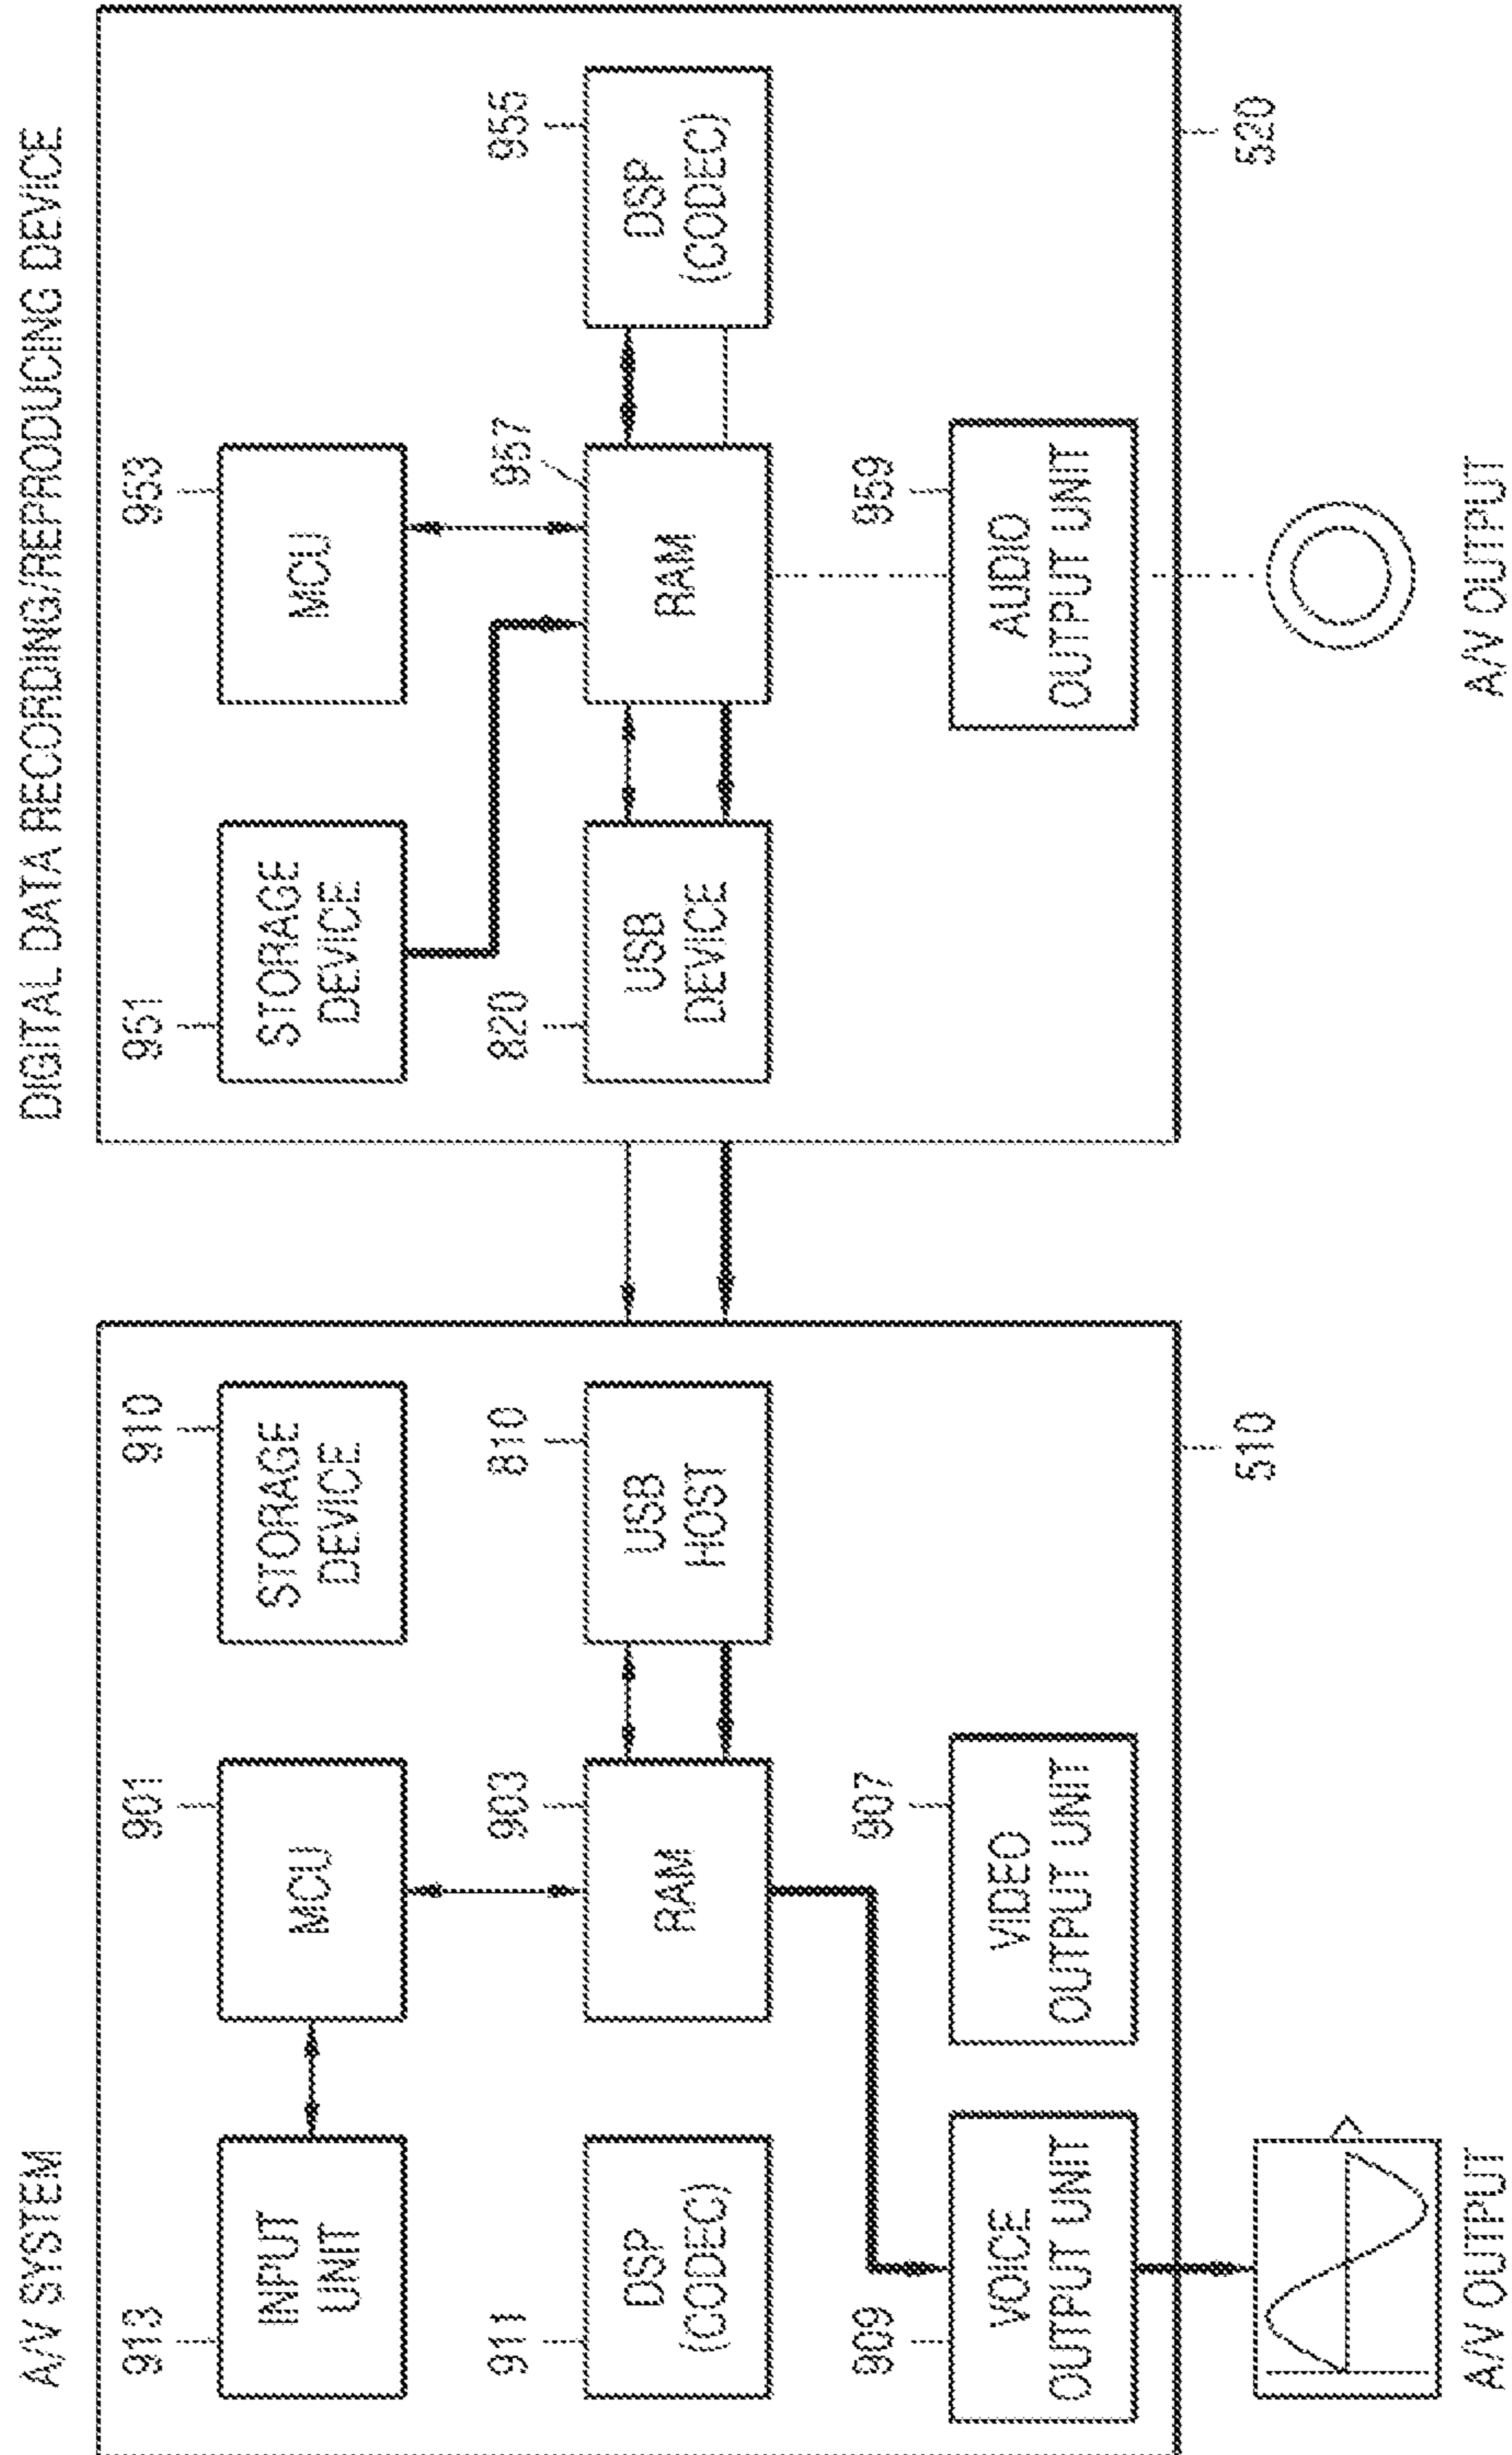 A/V SYSTEM
913
INPUT
UNIT
901
MCU
910
STORAGE
DEVICE
911
DSP
(CODEC)
903
RAM
810
USB
HOST
909
VOICE
OUTPUT UNIT
907
VIDEO
OUTPUT UNIT
510
A/V OUTPUT
DIGITAL DATA RECORDING/REPRODUCING DEVICE
951
STORAGE
DEVICE
953
MCU
820
USB
DEVICE
957
RAM
955
DSP
(CODEC)
959
AUDIO
OUTPUT UNIT
520
A/V OUTPUT